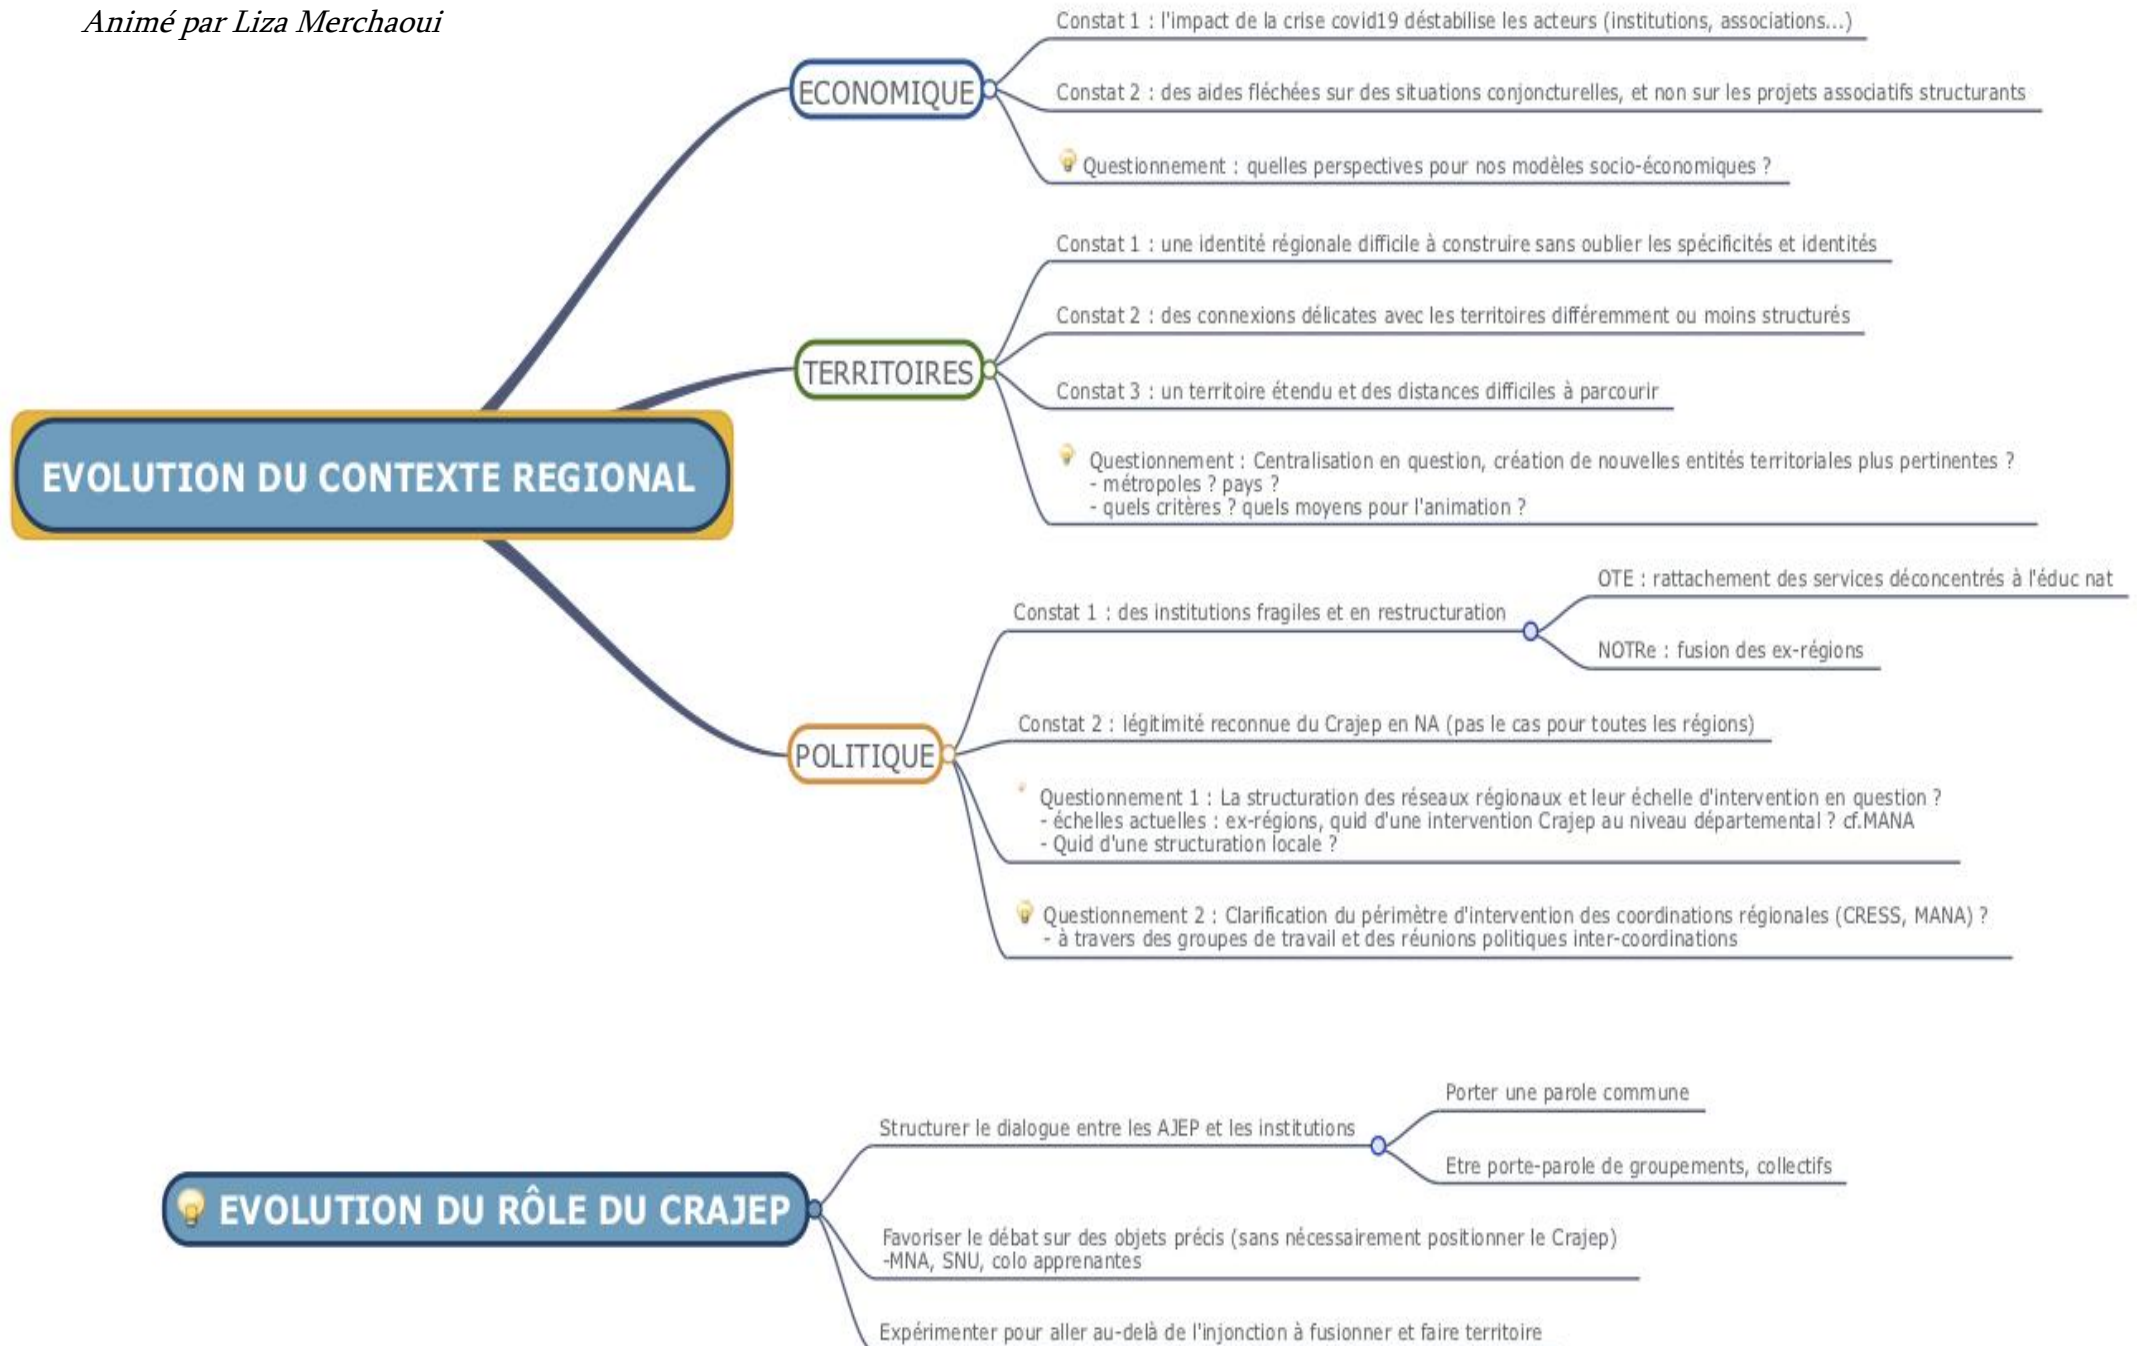 Animé par Liza Merchaoui
EVOLUTION DU CONTEXTE REGIONAL
ECONOMIQUE
Constat 1 : l'impact de la crise covid19 déstabilise les acteurs (institutions, associations...)
Constat 2 : des aides fléchées sur des situations conjoncturelles, et non sur les projets associatifs structurants
Questionnement : quelles perspectives pour nos modèles socio-économiques ?
TERRITOIRES
Constat 1 : une identité régionale difficile à construire sans oublier les spécificités et identités
Constat 2 : des connexions délicates avec les territoires différemment ou moins structurés
Constat 3 : un territoire étendu et des distances difficiles à parcourir
Questionnement : Centralisation en question, création de nouvelles entités territoriales plus pertinentes ?
- métropoles ? pays ?
- quels critères ? quels moyens pour l'animation ?
POLITIQUE
Constat 1 : des institutions fragiles et en restructuration
OTE : rattachement des services déconcentrés à l'éduc nat
NOTRe : fusion des ex-régions
Constat 2 : légitimité reconnue du Crajep en NA (pas le cas pour toutes les régions)
Questionnement 1 : La structuration des réseaux régionaux et leur échelle d'intervention en question ?
- échelles actuelles : ex-régions, quid d'une intervention Crajep au niveau départemental ? cf.MANA
- Quid d'une structuration locale ?
Questionnement 2 : Clarification du périmètre d'intervention des coordinations régionales (CRESS, MANA) ?
- à travers des groupes de travail et des réunions politiques inter-coordinations
EVOLUTION DU RÔLE DU CRAJEP
Structurer le dialogue entre les AJEP et les institutions
Porter une parole commune
Etre porte-parole de groupements, collectifs
Favoriser le débat sur des objets précis (sans nécessairement positionner le Crajep)
-MNA, SNU, colo apprenantes
Expérimenter pour aller au-delà de l'injonction à fusionner et faire territoire